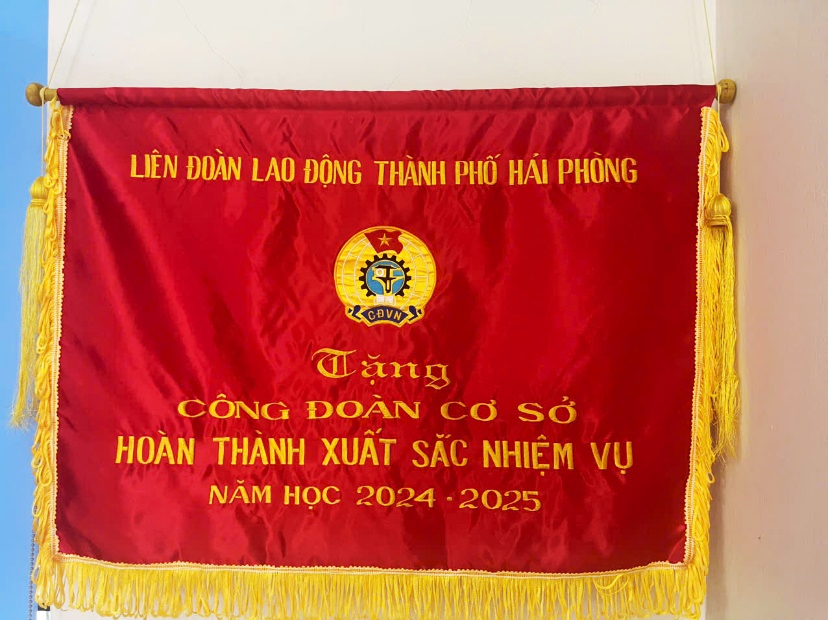 LIÊN ĐOÀN LAO ĐỘNG THÀNH PHỐ HẢI PHÒNG
CĐVN
Tặng
CÔNG ĐOÀN CƠ SỞ
HOÀN THÀNH XUẤT SẮC NHIỆM VỤ
NĂM HỌC 2024 - 2025